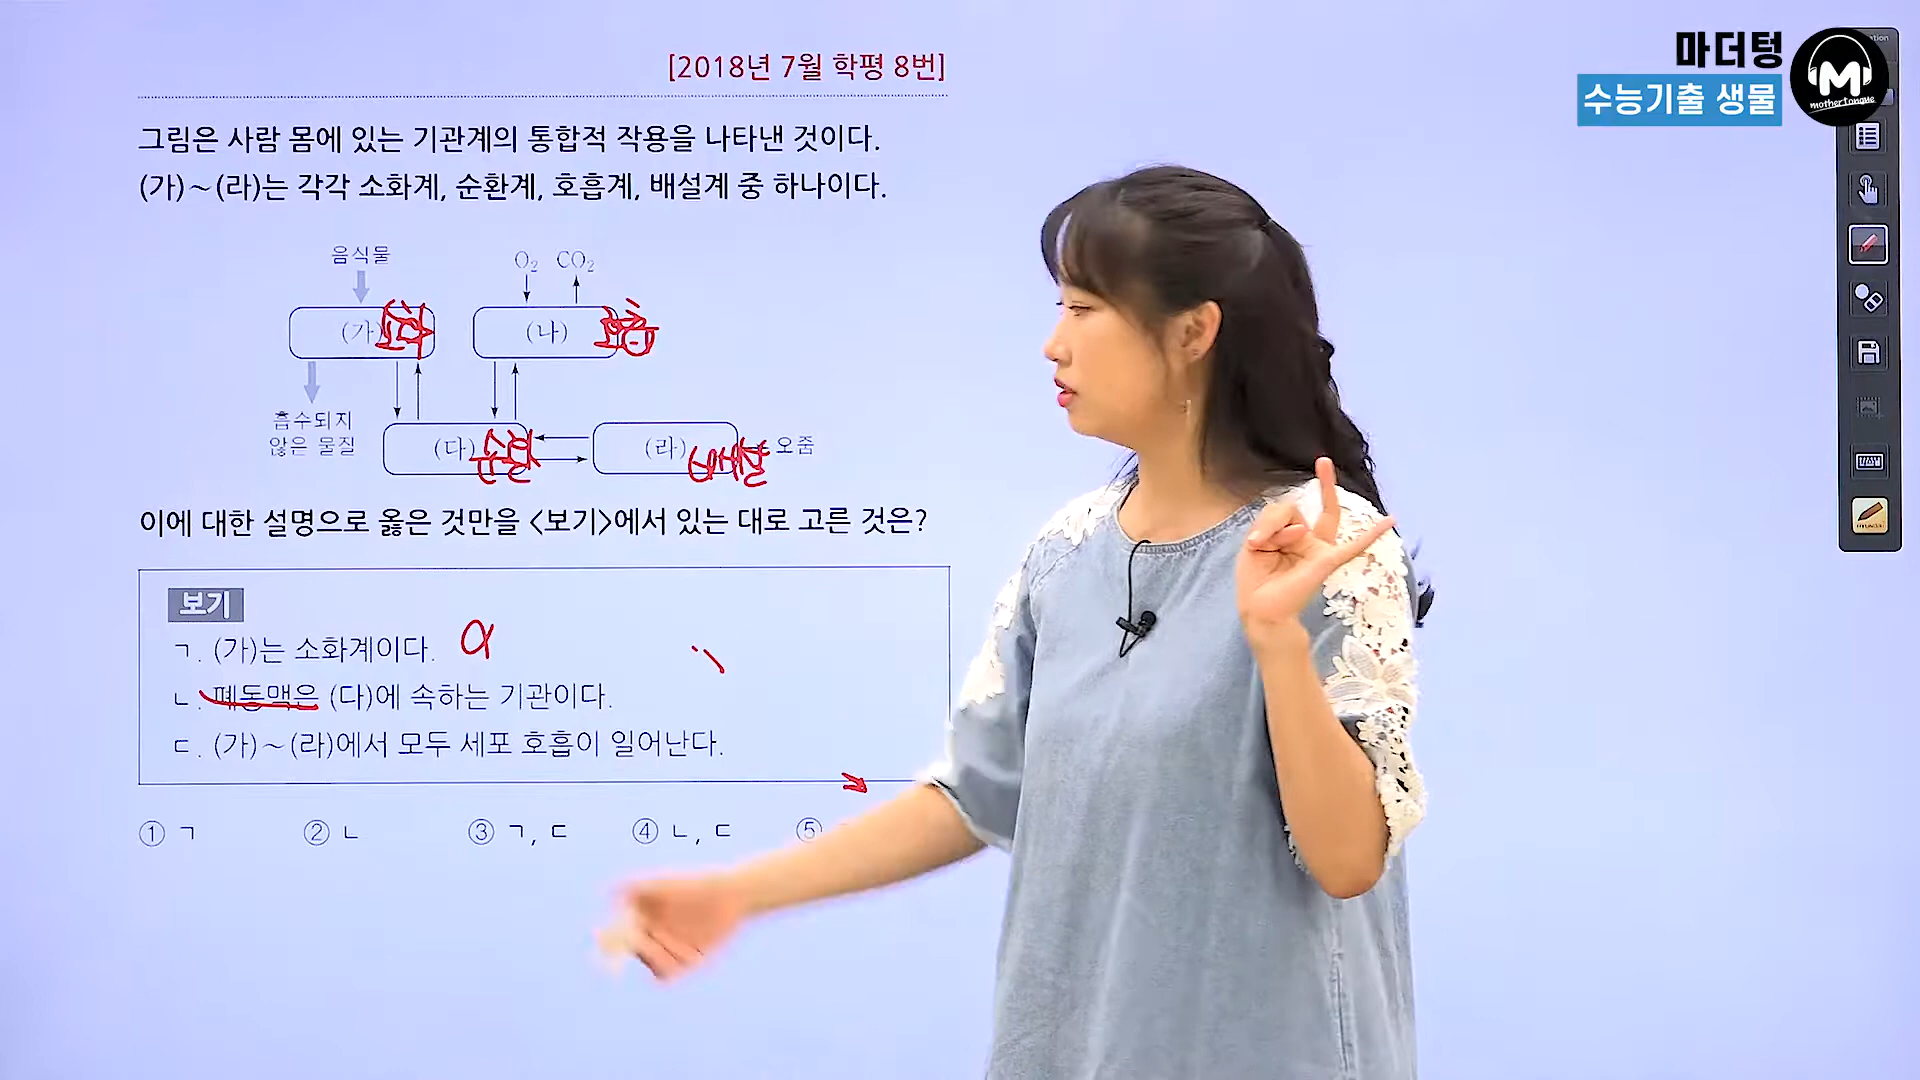 [2018년 7월 학평 8번]
마더텅
수능기출 생물
M
mothertongue
그림은 사람 몸에 있는 기관계의 통합적 작용을 나타낸 것이다.
(가)~(라)는 각각 소화계, 순환계, 호흡계, 배설계 중 하나이다.
음식물
O₂ CO₂
(가) 소화
(나) 호흡
흡수되지
않은 물질
(다) 순환
(라) 배설
오줌
이에 대한 설명으로 옳은 것만을 <보기>에서 있는 대로 고른 것은?
보기
ㄱ. (가)는 소화계이다.
ㄴ. 폐동맥은 (다)에 속하는 기관이다.
ㄷ. (가)~(라)에서 모두 세포 호흡이 일어난다.
① ㄱ ② ㄴ ③ ㄱ, ㄷ ④ ㄴ, ㄷ ⑤